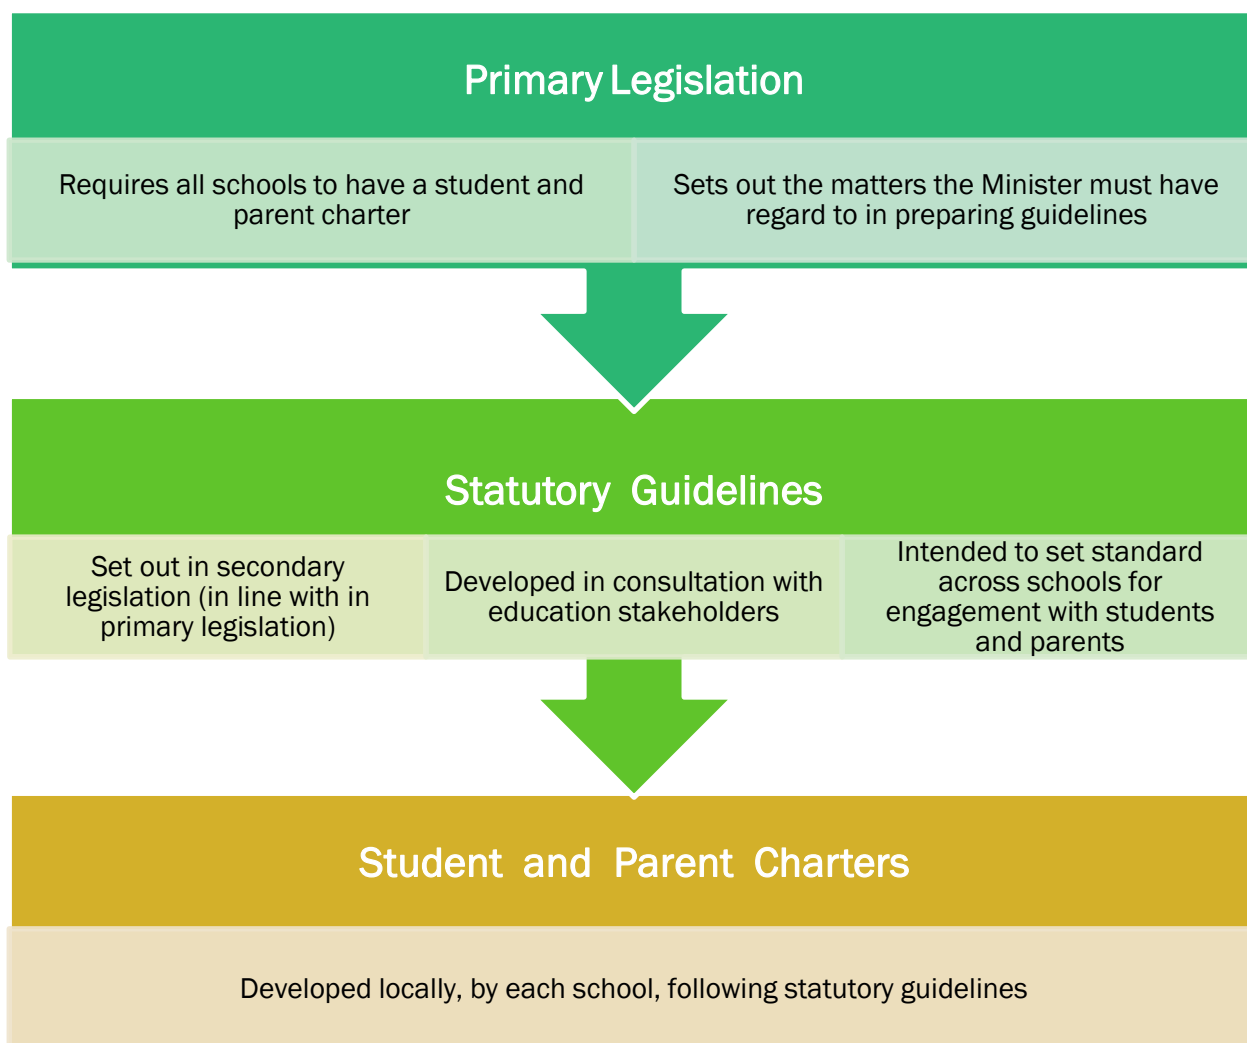 Primary Legislation
Requires all schools to have a student and
parent charter
Sets out the matters the Minister must have
regard to in preparing guidelines
Statutory Guidelines
Set out in secondary
legislation (in line with in
primary legislation)
Developed in consultation with
education stakeholders
Intended to set standard
across schools for
engagement with students
and parents
Student and Parent Charters
Developed locally, by each school, following statutory guidelines